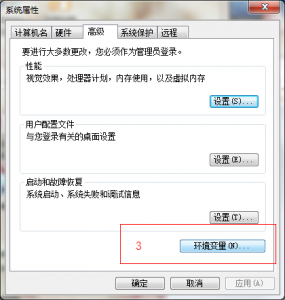 系统属性
计算机名 硬件 高级 系统保护 远程
要进行大多数更改，您必须作为管理员登录。
性能
视觉效果，处理器计划，内存使用，以及虚拟内存
设置(S)...
用户配置文件
与您登录有关的桌面设置
设置(E)...
启动和故障恢复
系统启动、系统失败和调试信息
设置(T)...
3
环境变量(N)...
确定 取消 应用(A)